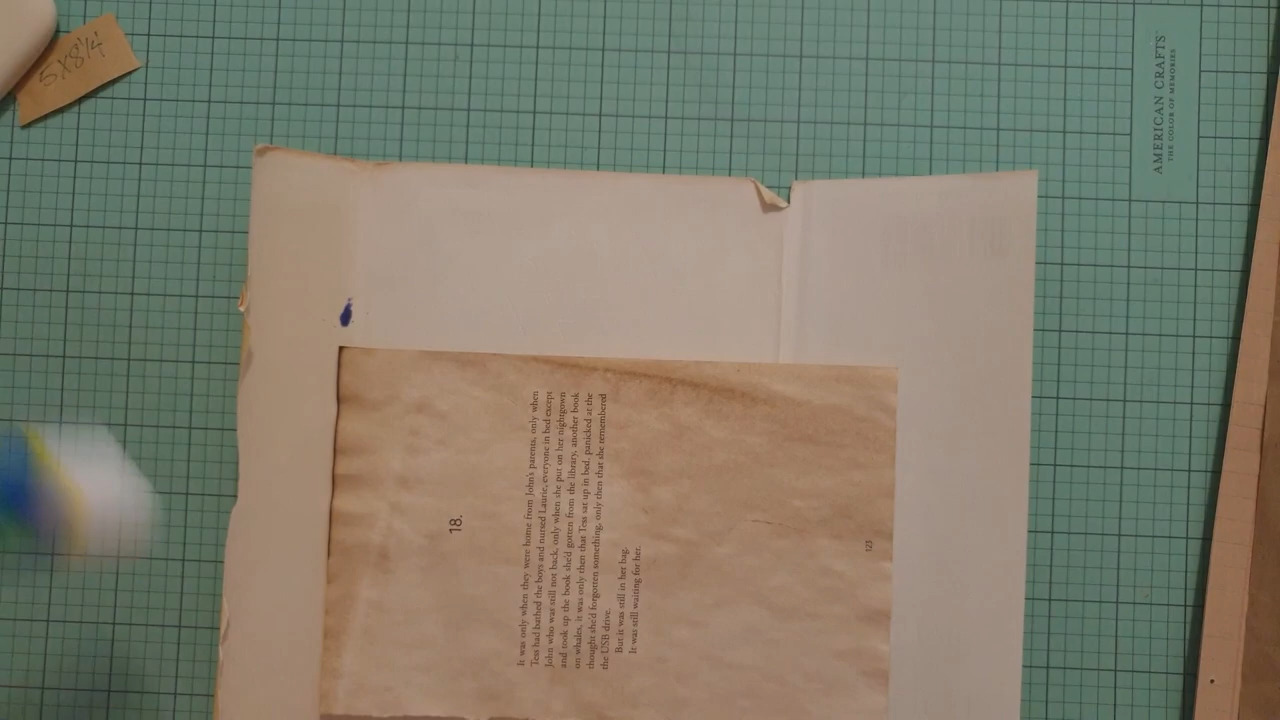 5X8¼
AMERICAN CRAFTS
THE COLOR OF MEMORIES
18.
It was only when they were home from John's parents, only when
Tess had bathed the boys and nursed Laurie, everyone in bed except
John who was still not back, only when she put on her nightgown
and took up the book she'd gotten from the library, another book
on whales, it was only then that Tess sat up in bed, panicked at the
thought she'd forgotten something, only then that she remembered
the USB drive.
But it was still in her bag.
It was still waiting for her.
123